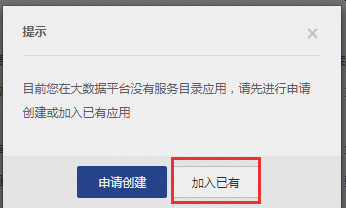 提示
×
目前您在大数据平台没有服务目录应用，请先进行申请
创建或加入已有应用
申请创建
加入已有